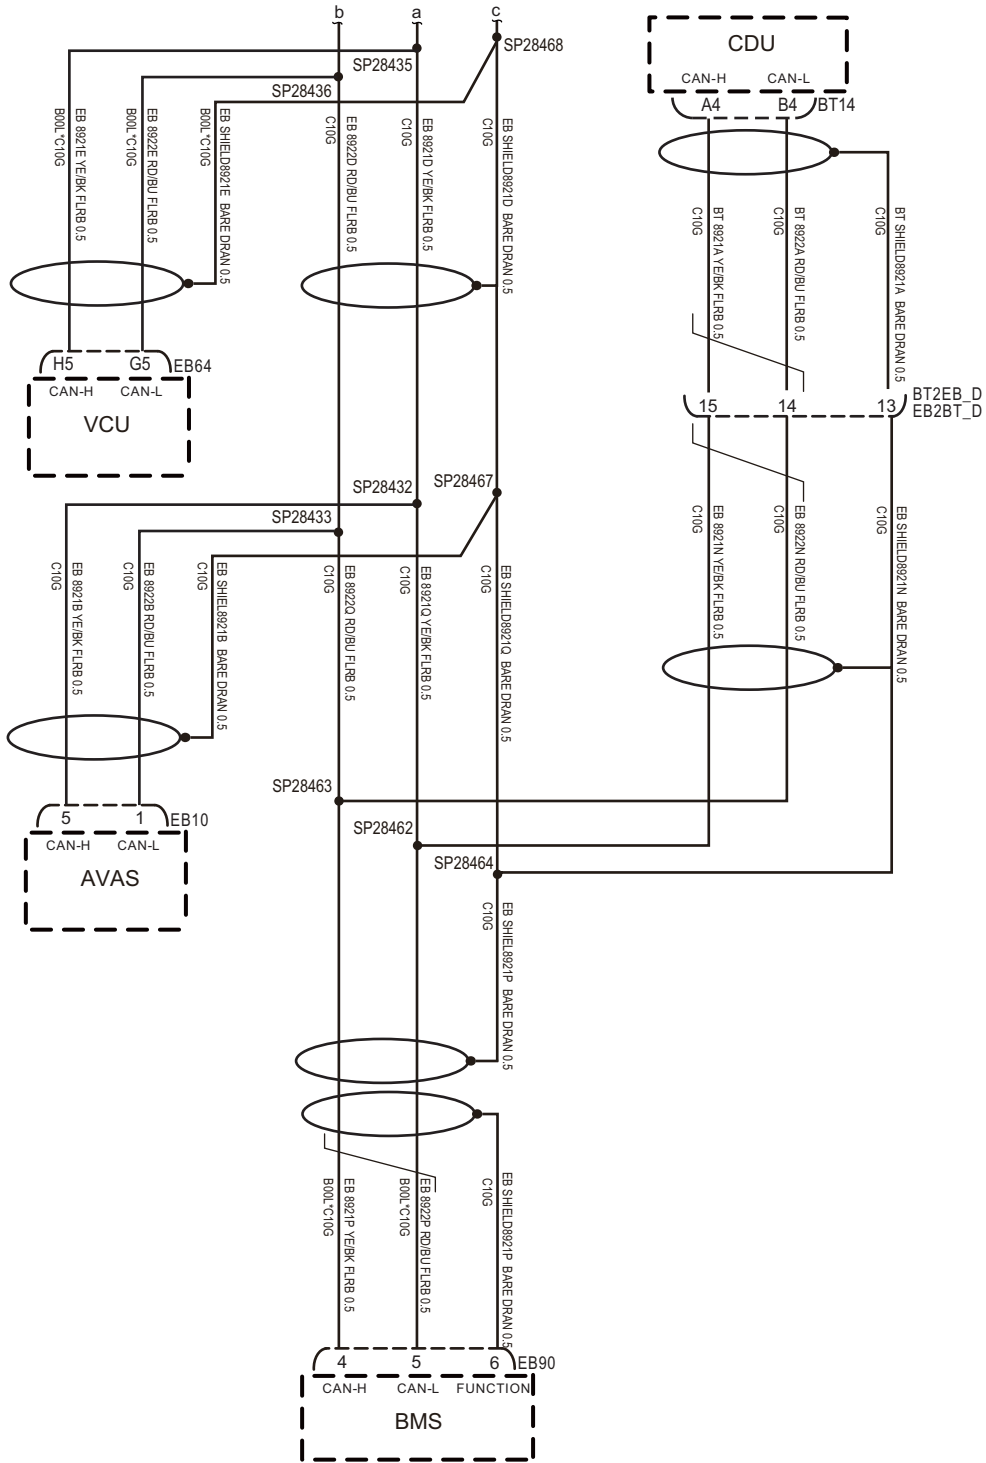 b
a
c
SP28468
SP28435
SP28436
CDU
CAN-H
CAN-L
A4
B4
BT14
EB 8921E YE/BK FLRB 0.5
B00L*C10G
EB 8922E RD/BU FLRB 0.5
B00L*C10G
EB SHIELD8921E BARE DRAN 0.5
B00L*C10G
EB 8922D RD/BU FLRB 0.5
C10G
EB 8921D YE/BK FLRB 0.5
C10G
EB SHIELD8921D BARE DRAN 0.5
C10G
BT 8921A YE/BK FLRB 0.5
C10G
BT 8922A RD/BU FLRB 0.5
C10G
BT SHIELD8921A BARE DRAN 0.5
C10G
H5
G5
EB64
CAN-H
CAN-L
VCU
15
14
13
BT2EB_D
EB2BT_D
SP28432
SP28467
SP28433
EB 8921B YE/BK FLRB 0.5
C10G
EB 8922B RD/BU FLRB 0.5
C10G
EB SHIEL8921B BARE DRAN 0.5
C10G
EB 8922Q RD/BU FLRB 0.5
C10G
EB 8921Q YE/BK FLRB 0.5
C10G
EB SHIELD8921Q BARE DRAN 0.5
C10G
EB 8921N YE/BK FLRB 0.5
C10G
EB 8922N RD/BU FLRB 0.5
C10G
EB SHIELD8921N BARE DRAN 0.5
C10G
SP28463
5
1
EB10
CAN-H
CAN-L
AVAS
SP28462
SP28464
EB SHIEL8921P BARE DRAN 0.5
C10G
EB 8921P YE/BK FLRB 0.5
B00L*C10G
EB 8922P RD/BU FLRB 0.5
B00L*C10G
EB SHIELD8921P BARE DRAN 0.5
C10G
4
5
6
EB90
CAN-H
CAN-L
FUNCTION
BMS